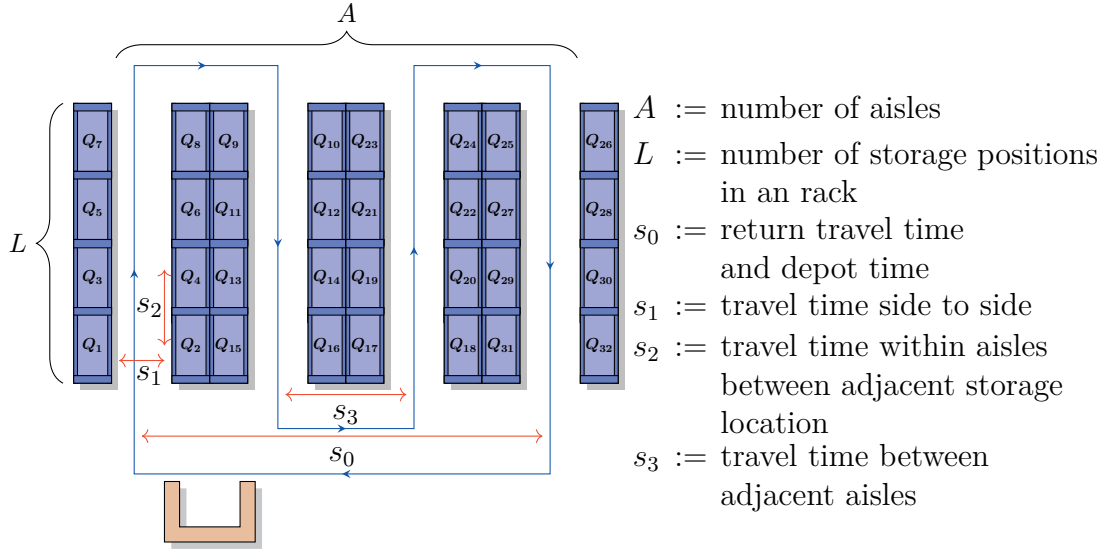 A
L
Q7 Q8 Q9 Q10 Q23 Q24 Q25 Q26
Q5 Q6 Q11 Q12 Q21 Q22 Q27 Q28
Q3 Q4 Q13 Q14 Q19 Q20 Q29 Q30
s2
Q1 Q2 Q15 Q16 Q17 Q18 Q31 Q32
s1
s3
s0
A := number of aisles
L := number of storage positions
in an rack
s0 := return travel time
and depot time
s1 := travel time side to side
s2 := travel time within aisles
between adjacent storage
location
s3 := travel time between
adjacent aisles